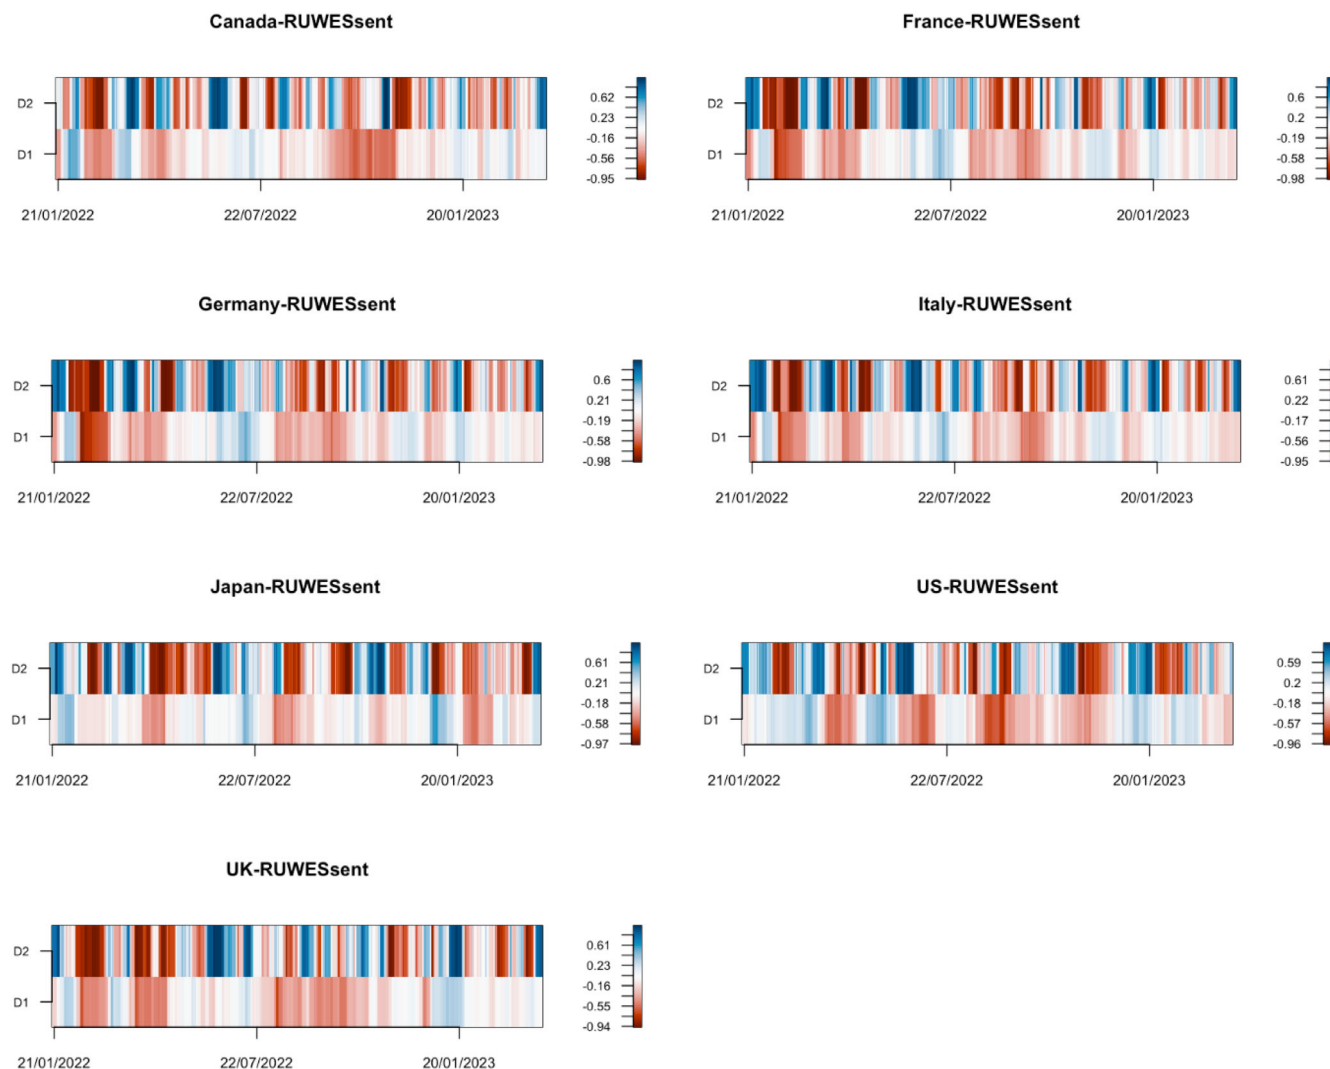 Canada-RUWESsent
D2
D1
0.62
0.23
-0.16
-0.56
-0.95
21/01/2022 22/07/2022 20/01/2023
France-RUWESsent
D2
D1
0.6
0.2
-0.19
-0.58
-0.98
21/01/2022 22/07/2022 20/01/2023
Germany-RUWESsent
D2
D1
0.6
0.21
-0.19
-0.58
-0.98
21/01/2022 22/07/2022 20/01/2023
Italy-RUWESsent
D2
D1
0.61
0.22
-0.17
-0.56
-0.95
21/01/2022 22/07/2022 20/01/2023
Japan-RUWESsent
D2
D1
0.61
0.21
-0.18
-0.58
-0.97
21/01/2022 22/07/2022 20/01/2023
US-RUWESsent
D2
D1
0.59
0.2
-0.18
-0.57
-0.96
21/01/2022 22/07/2022 20/01/2023
UK-RUWESsent
D2
D1
0.61
0.23
-0.16
-0.55
-0.94
21/01/2022 22/07/2022 20/01/2023